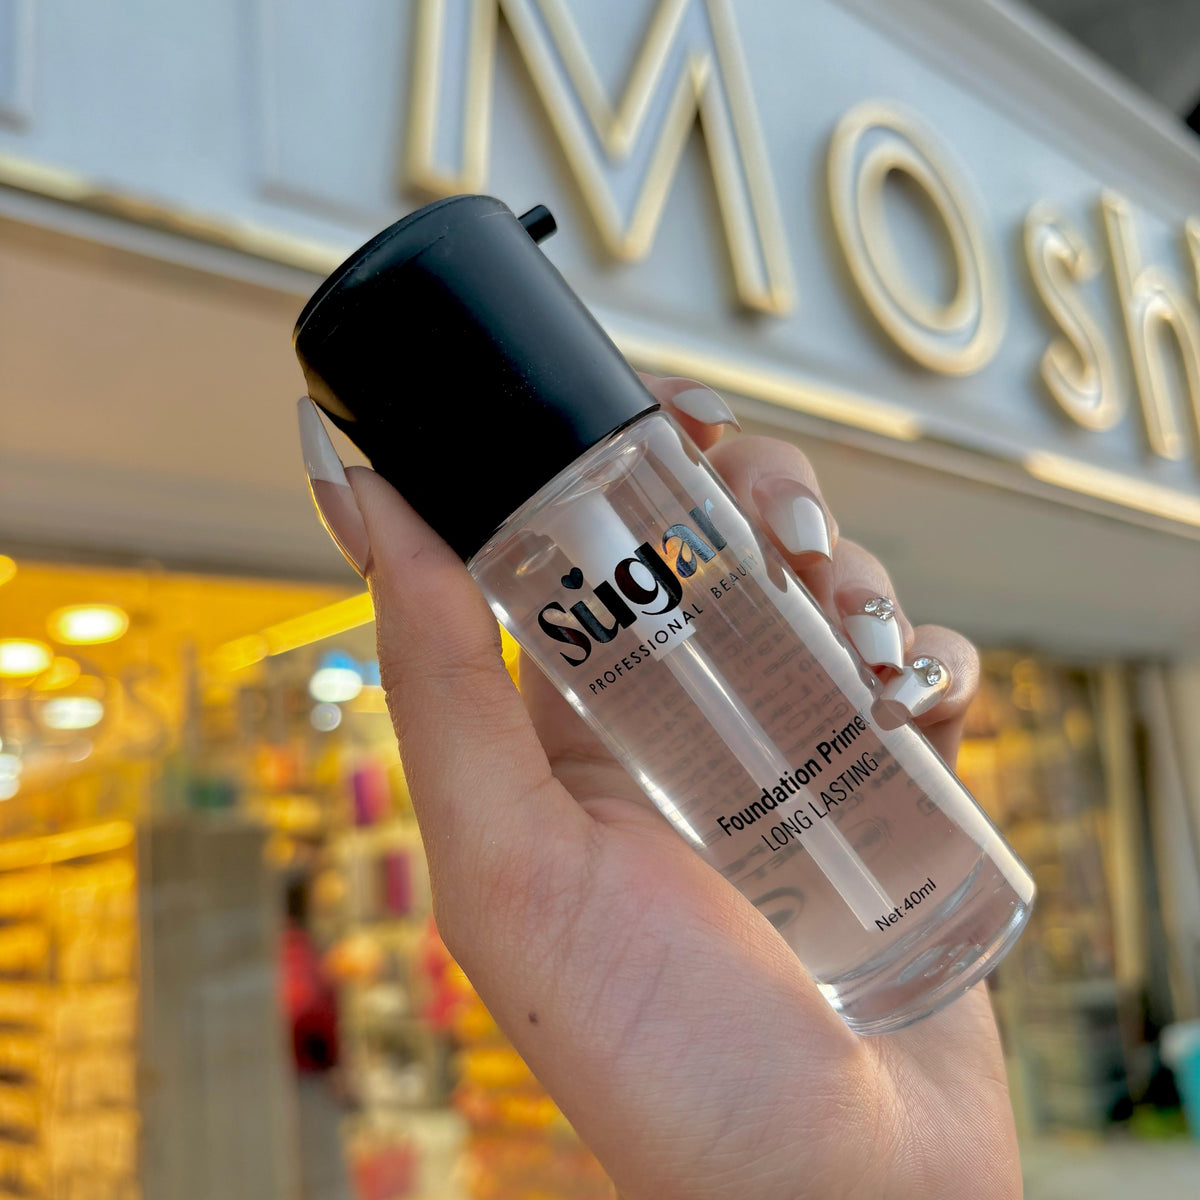 Mosh
Sugar
PROFESSIONAL BEAUTY
Foundation Primer
LONG LASTING
Net:40ml